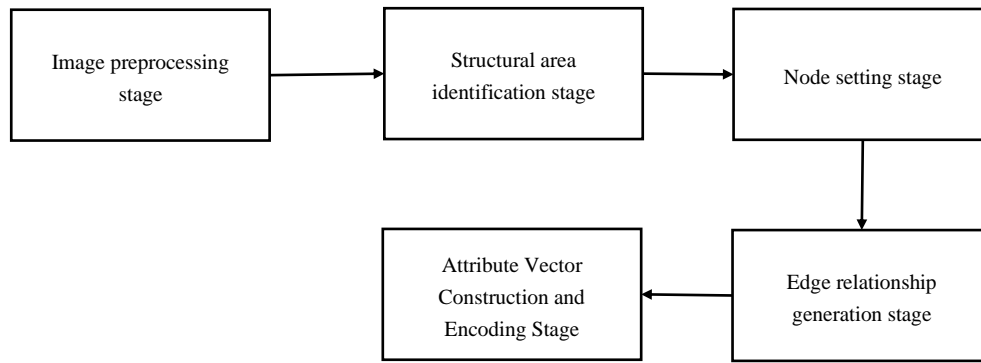 Image preprocessing
stage
Structural area
identification stage
Node setting stage
Edge relationship
generation stage
Attribute Vector
Construction and
Encoding Stage